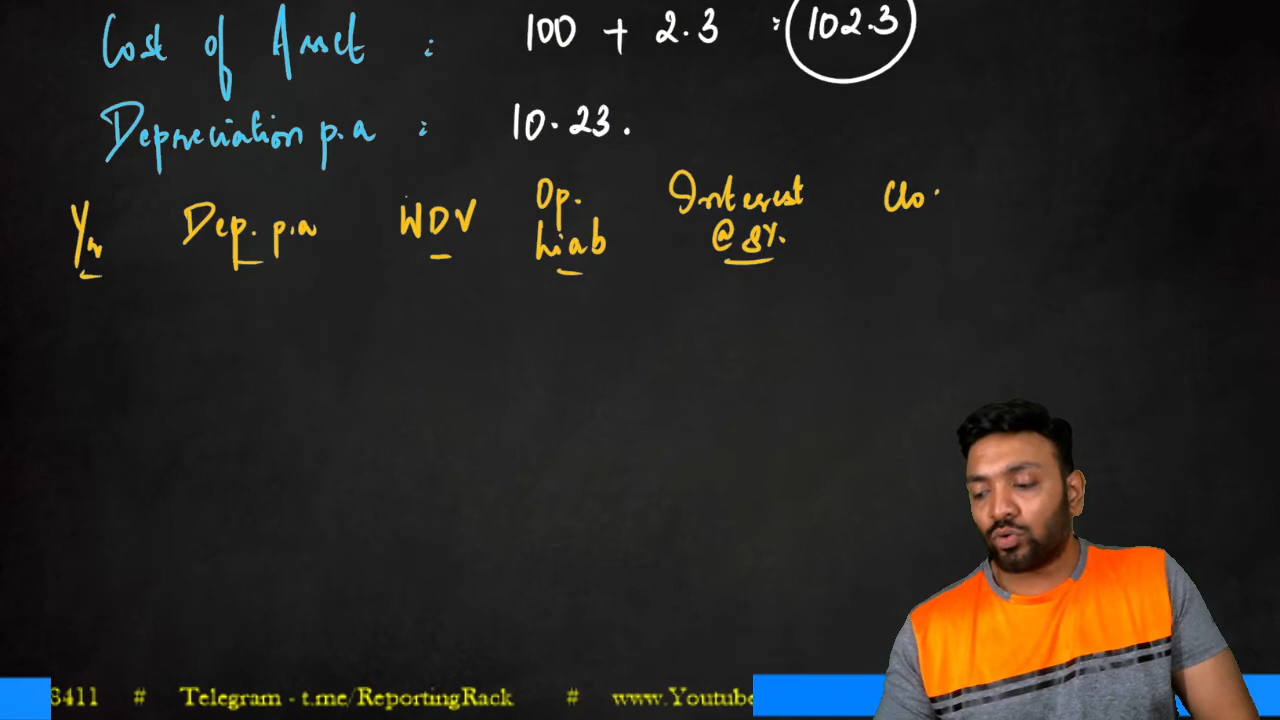 Cost of Asset : 100 + 2.3 : 102.3
Depreciation p.a : 10.23.
Yr Dep. p.a WDV Op. Liab Interest @ 8%. Clo.
8411 # Telegram - t.me/ReportingRack # www.Youtube